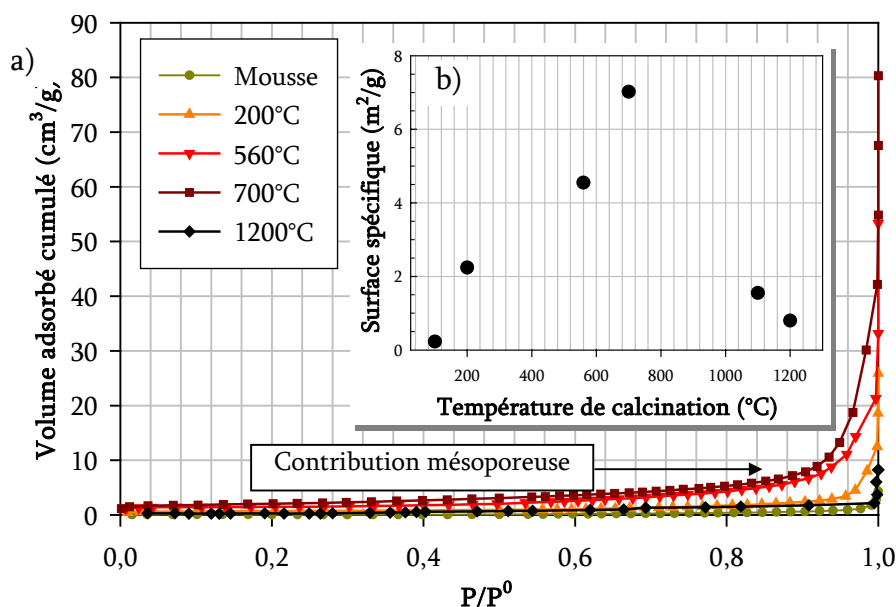 a)
Volume adsorbé cumulé (cm³/g)
90
80
70
60
50
40
30
20
10
0
Mousse
200°C
560°C
700°C
1200°C
b)
Surface spécifique (m²/g)
8
6
4
2
0
200 400 600 800 1000 1200
Température de calcination (°C)
Contribution mésoporeuse
0,0 0,2 0,4 0,6 0,8 1,0
P/P⁰